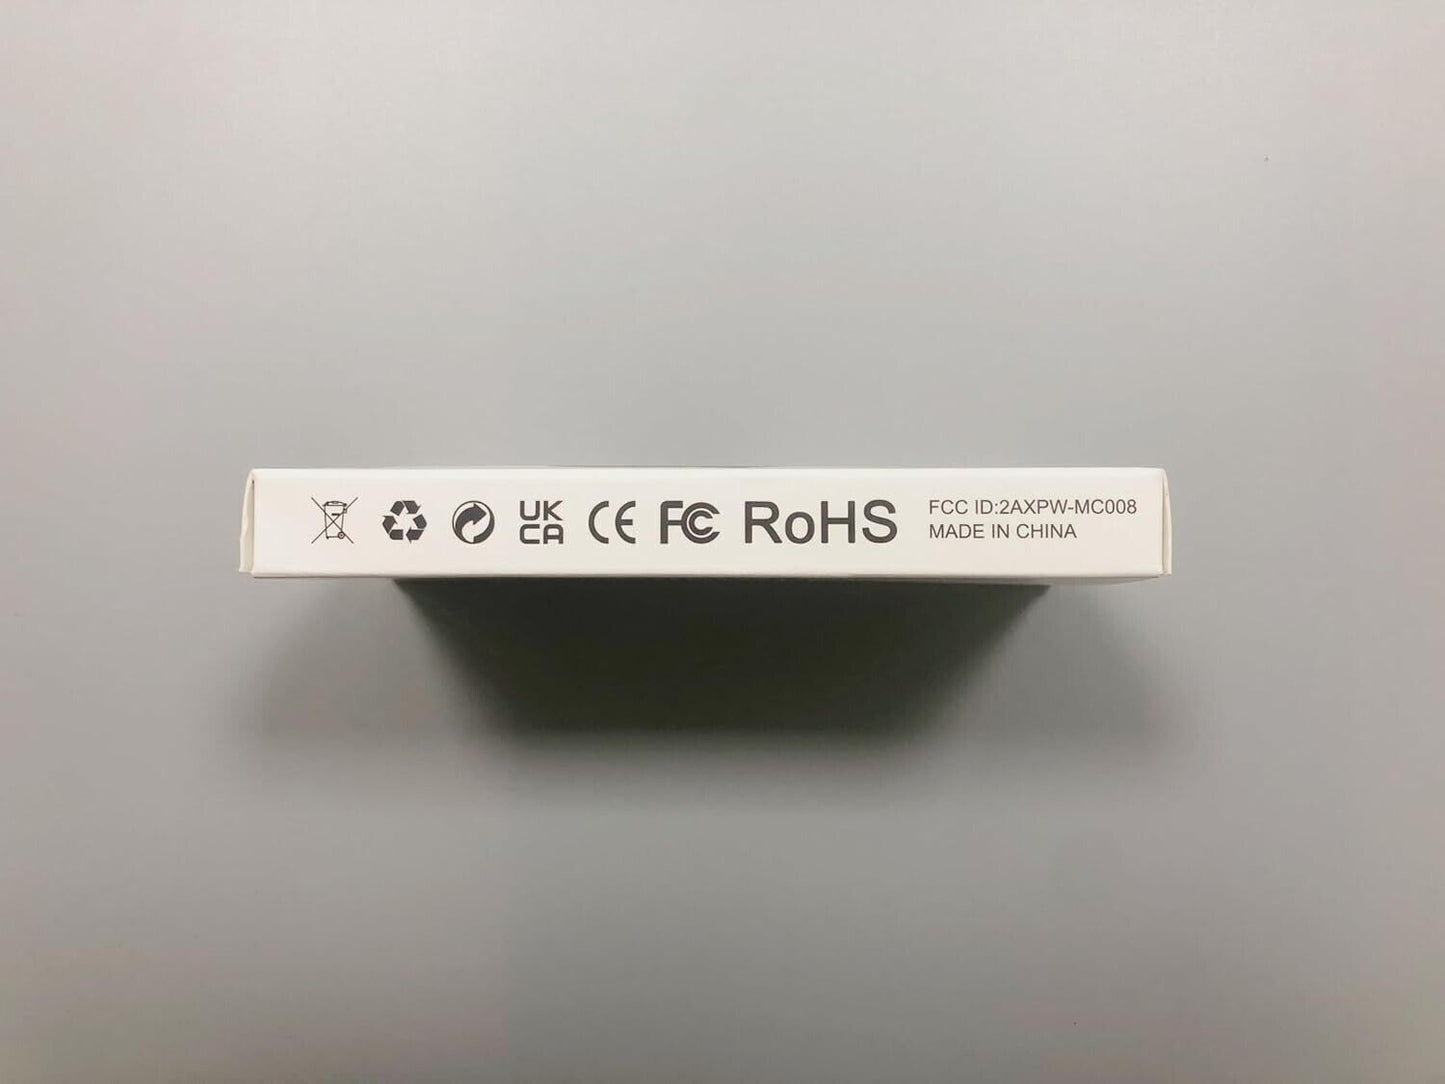 UK
CA
CE
FC
RoHS
FCC ID:2AXPW-MC008
MADE IN CHINA